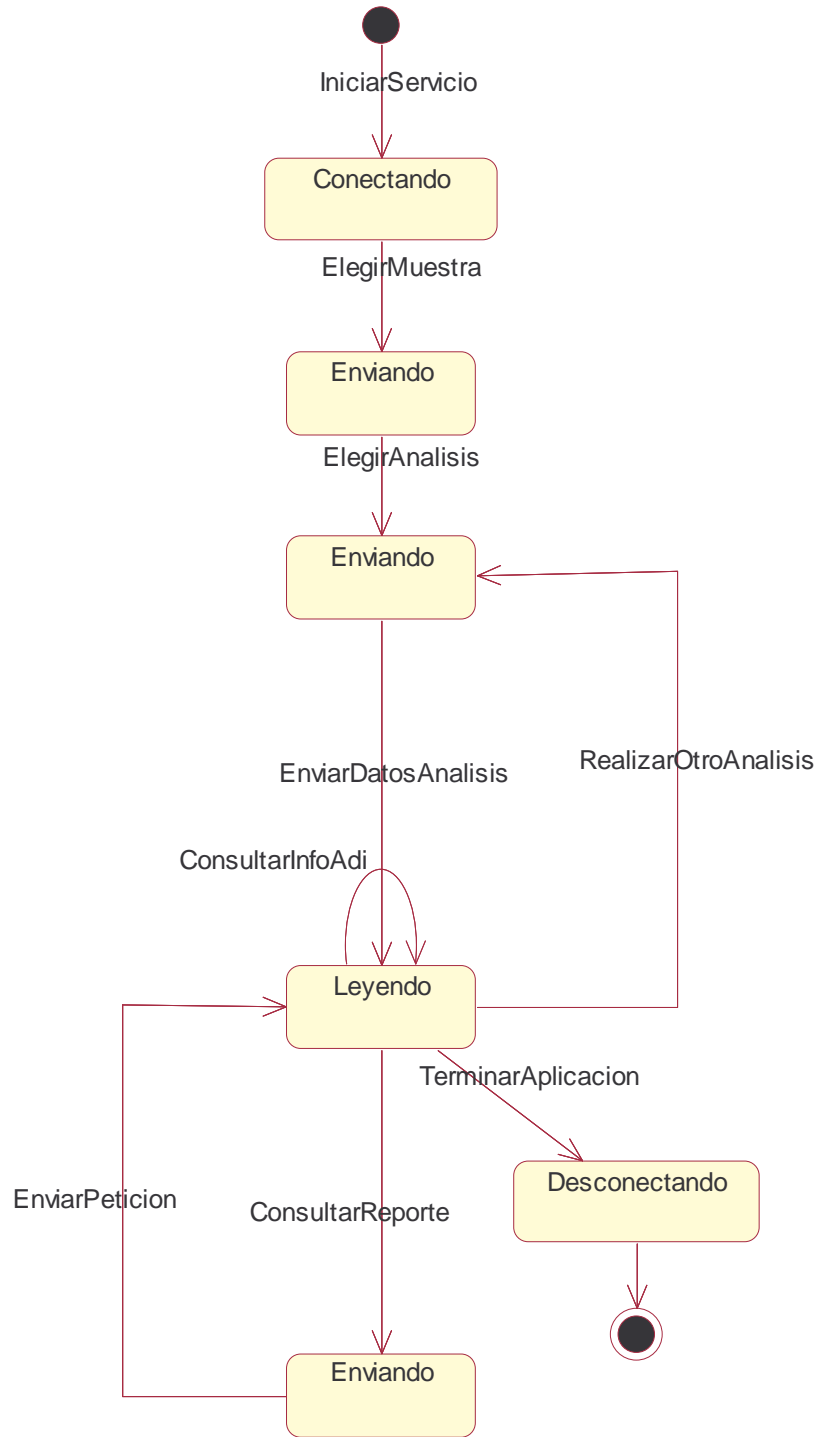 IniciarServicio
Conectando
ElegirMuestra
Enviando
ElegirAnalisis
Enviando
RealizarOtroAnalisis
EnviarDatosAnalisis
ConsultarInfoAdi
Leyendo
TerminarAplicacion
Desconectando
EnviarPeticion
ConsultarReporte
Enviando